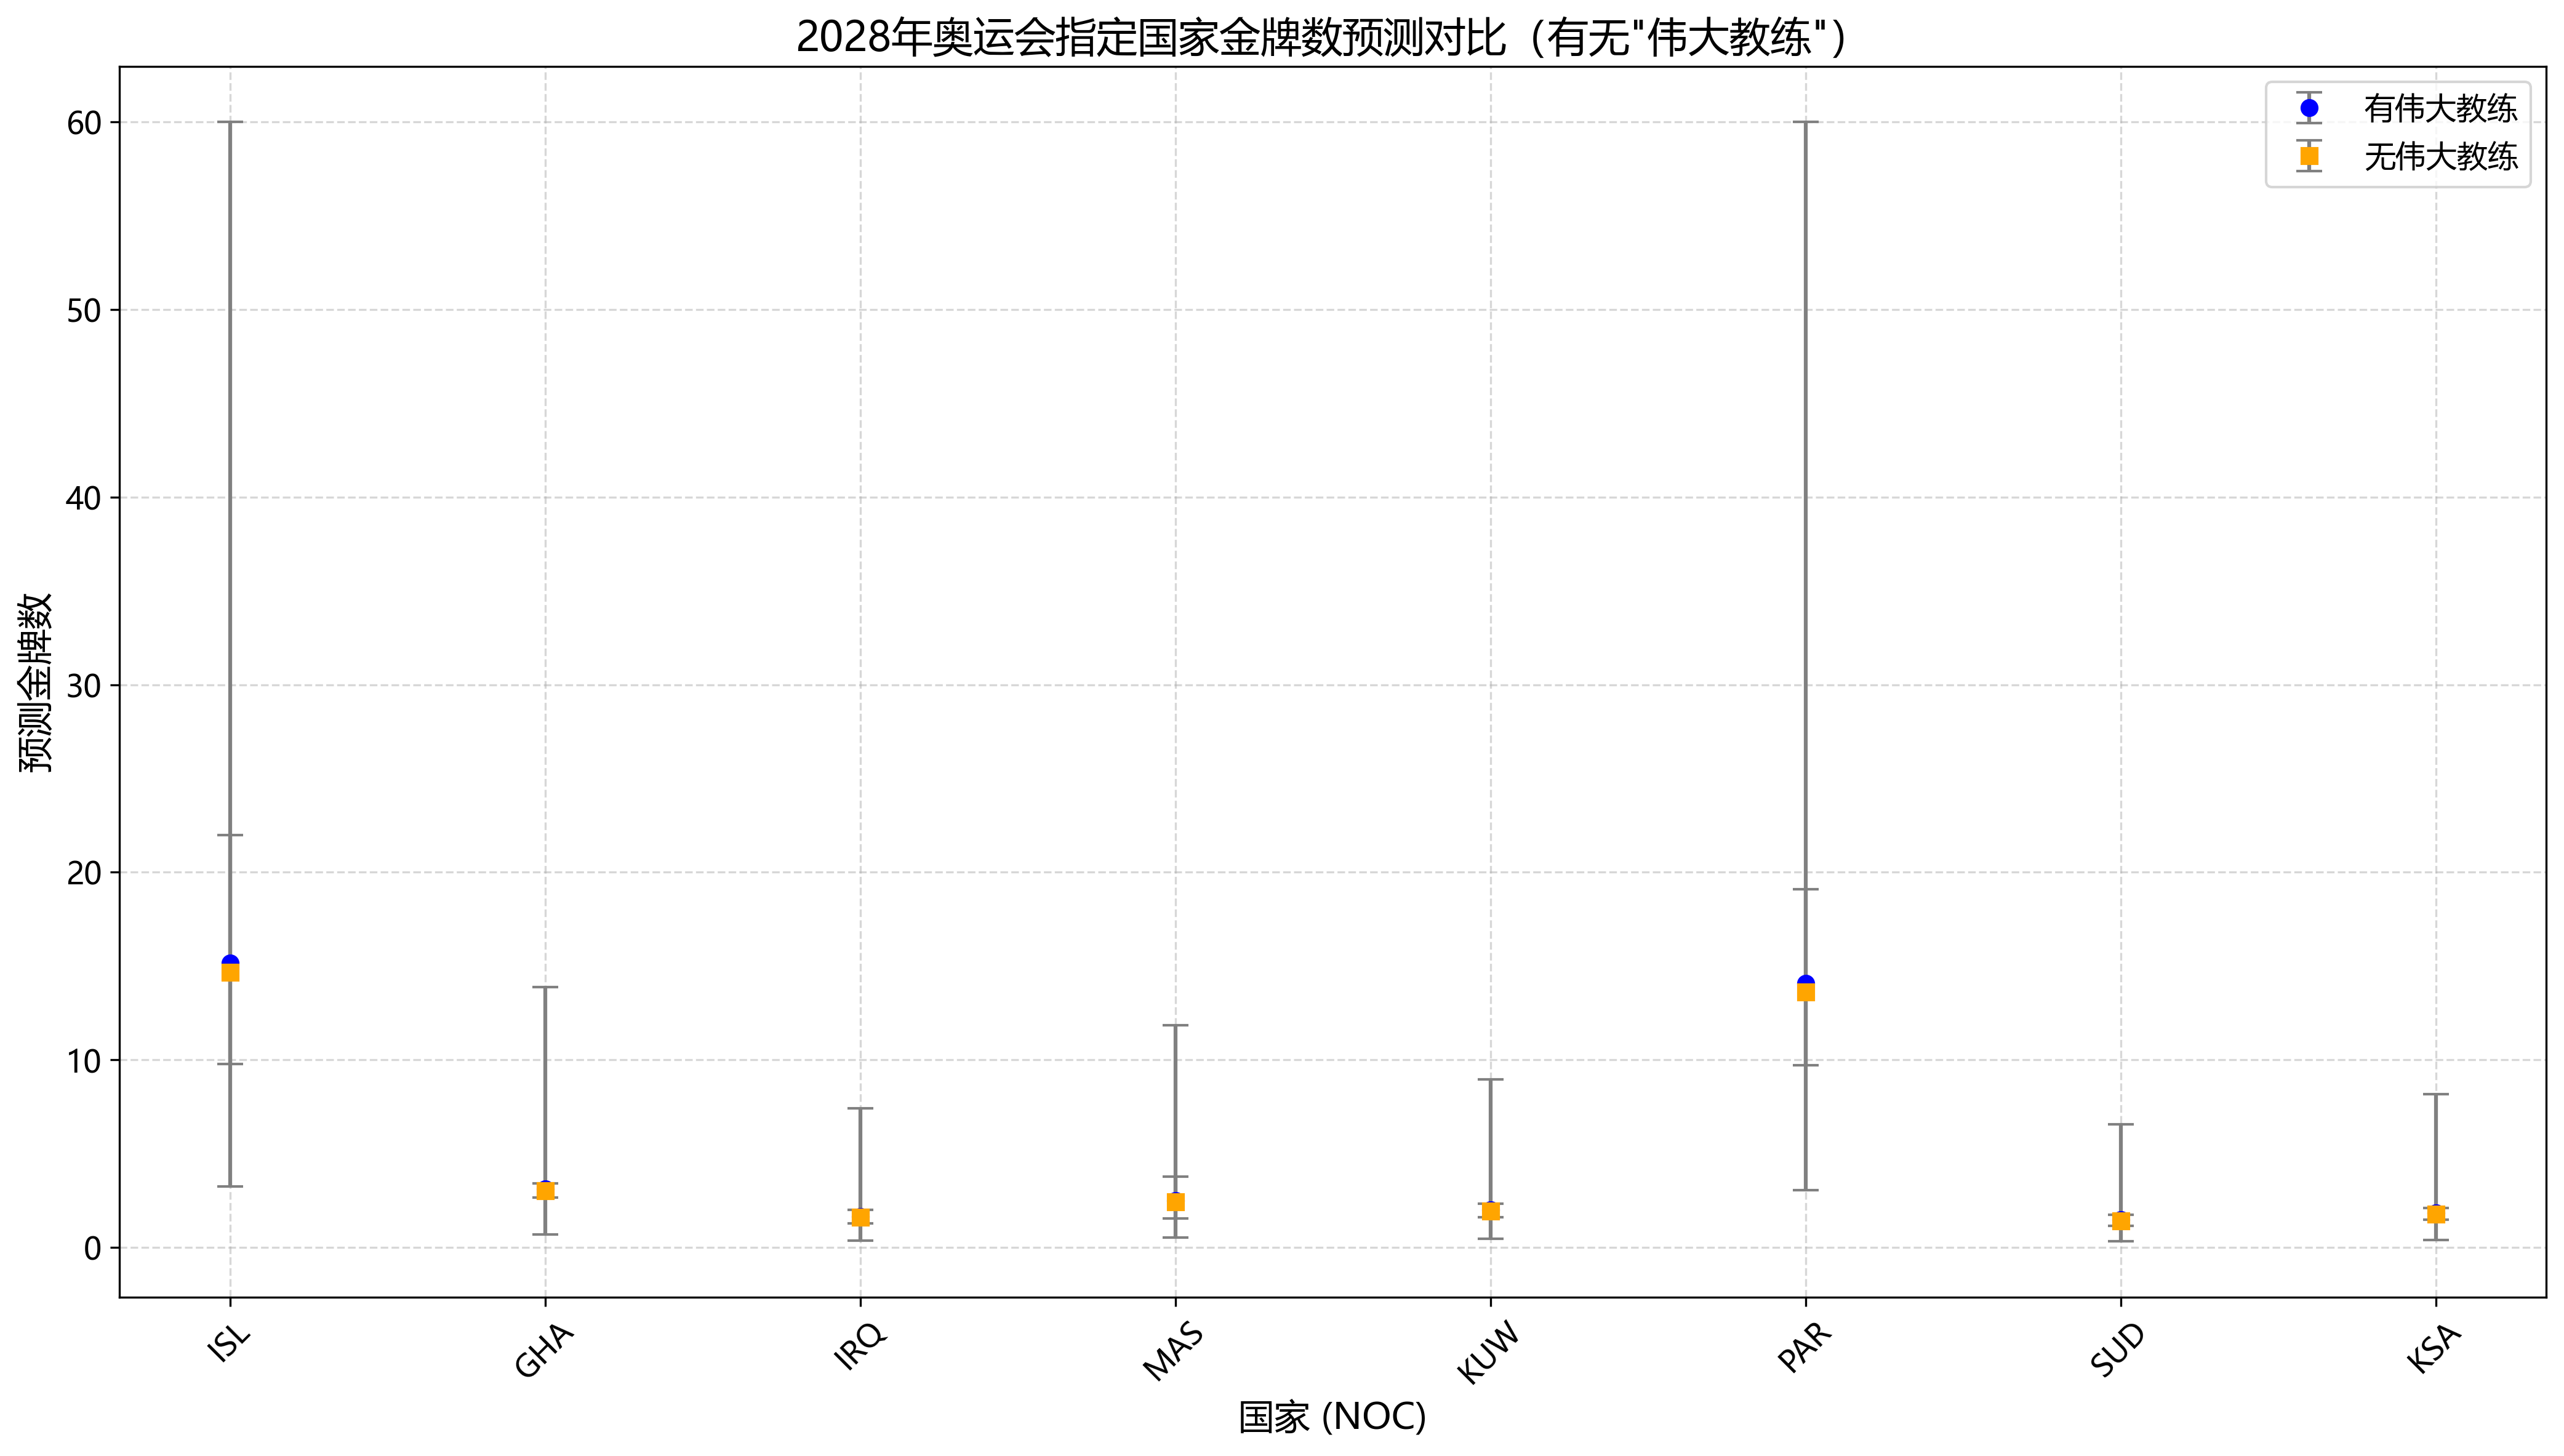 2028年奥运会指定国家金牌数预测对比（有无"伟大教练"）
有伟大教练
无伟大教练
预测金牌数
60
50
40
30
20
10
0
ISL
GHA
IRQ
MAS
KUW
PAR
SUD
KSA
国家 (NOC)